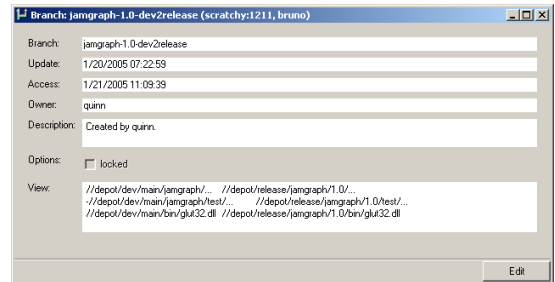 Branch: jamgraph-1.0-dev2release (scratchy:1211, bruno)
Branch: jamgraph-1.0-dev2release
Update: 1/20/2005 07:22:59
Access: 1/21/2005 11:09:39
Owner: quinn
Description: Created by quinn.
Options: locked
View: //depot/dev/main/jamgraph/... //depot/release/jamgraph/1.0/...
-//depot/dev/main/jamgraph/test/... //depot/release/jamgraph/1.0/test/...
//depot/dev/main/bin/glut32.dll //depot/release/jamgraph/1.0/bin/glut32.dll
Edit